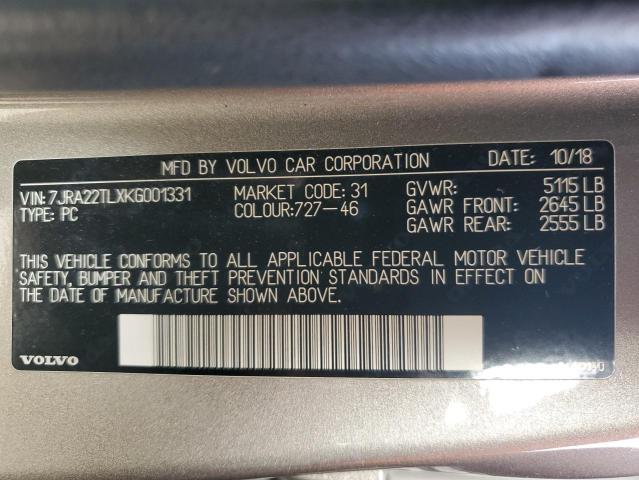 MFD BY VOLVO CAR CORPORATION DATE: 10/18
VIN: 7JRA22TLXKG001331 MARKET CODE: 31 GVWR: 5115 LB
TYPE: PC COLOUR:727-46 GAWR FRONT: 2645 LB
GAWR REAR: 2555 LB
THIS VEHICLE CONFORMS TO ALL APPLICABLE FEDERAL MOTOR VEHICLE
SAFETY, BUMPER AND THEFT PREVENTION STANDARDS IN EFFECT ON
THE DATE OF MANUFACTURE SHOWN ABOVE.
VOLVO